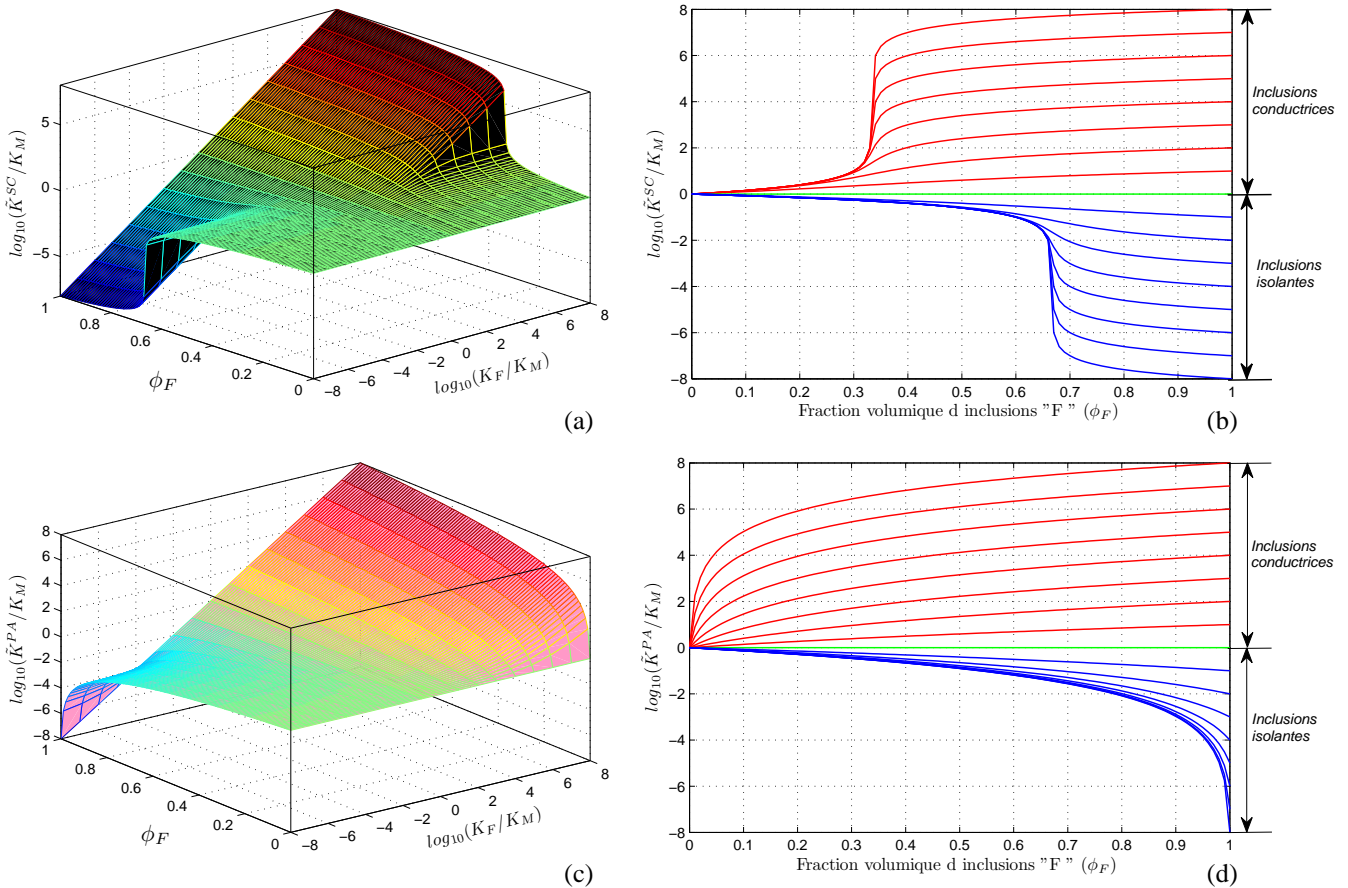 5
0
−5
log10(K̃^SC/K_M)
1
0.8
0.6
0.4
0.2
0
ϕ_F
−8
−6
−4
−2
0
2
4
6
8
log10(K_F/K_M)
(a)
8
6
4
2
0
−2
−4
−6
−8
log10(K̃^SC/K_M)
0 0.1 0.2 0.3 0.4 0.5 0.6 0.7 0.8 0.9 1
Fraction volumique d inclusions "F " (ϕ_F)
Inclusions
conductrices
Inclusions
isolantes
(b)
8
6
4
2
0
−2
−4
−6
−8
log10(K̃^PA/K_M)
1
0.8
0.6
0.4
0.2
0
ϕ_F
−8
−6
−4
−2
0
2
4
6
8
log10(K_F/K_M)
(c)
8
6
4
2
0
−2
−4
−6
−8
log10(K̃^PA/K_M)
0 0.1 0.2 0.3 0.4 0.5 0.6 0.7 0.8 0.9 1
Fraction volumique d inclusions "F " (ϕ_F)
Inclusions
conductrices
Inclusions
isolantes
(d)